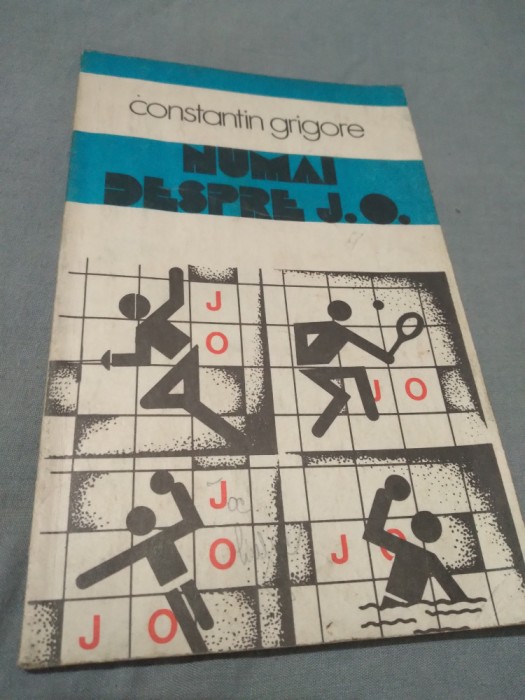 constantin grigore
NUMAI
DESPRE J.O.
J
O
J O
J
O
J O
J O